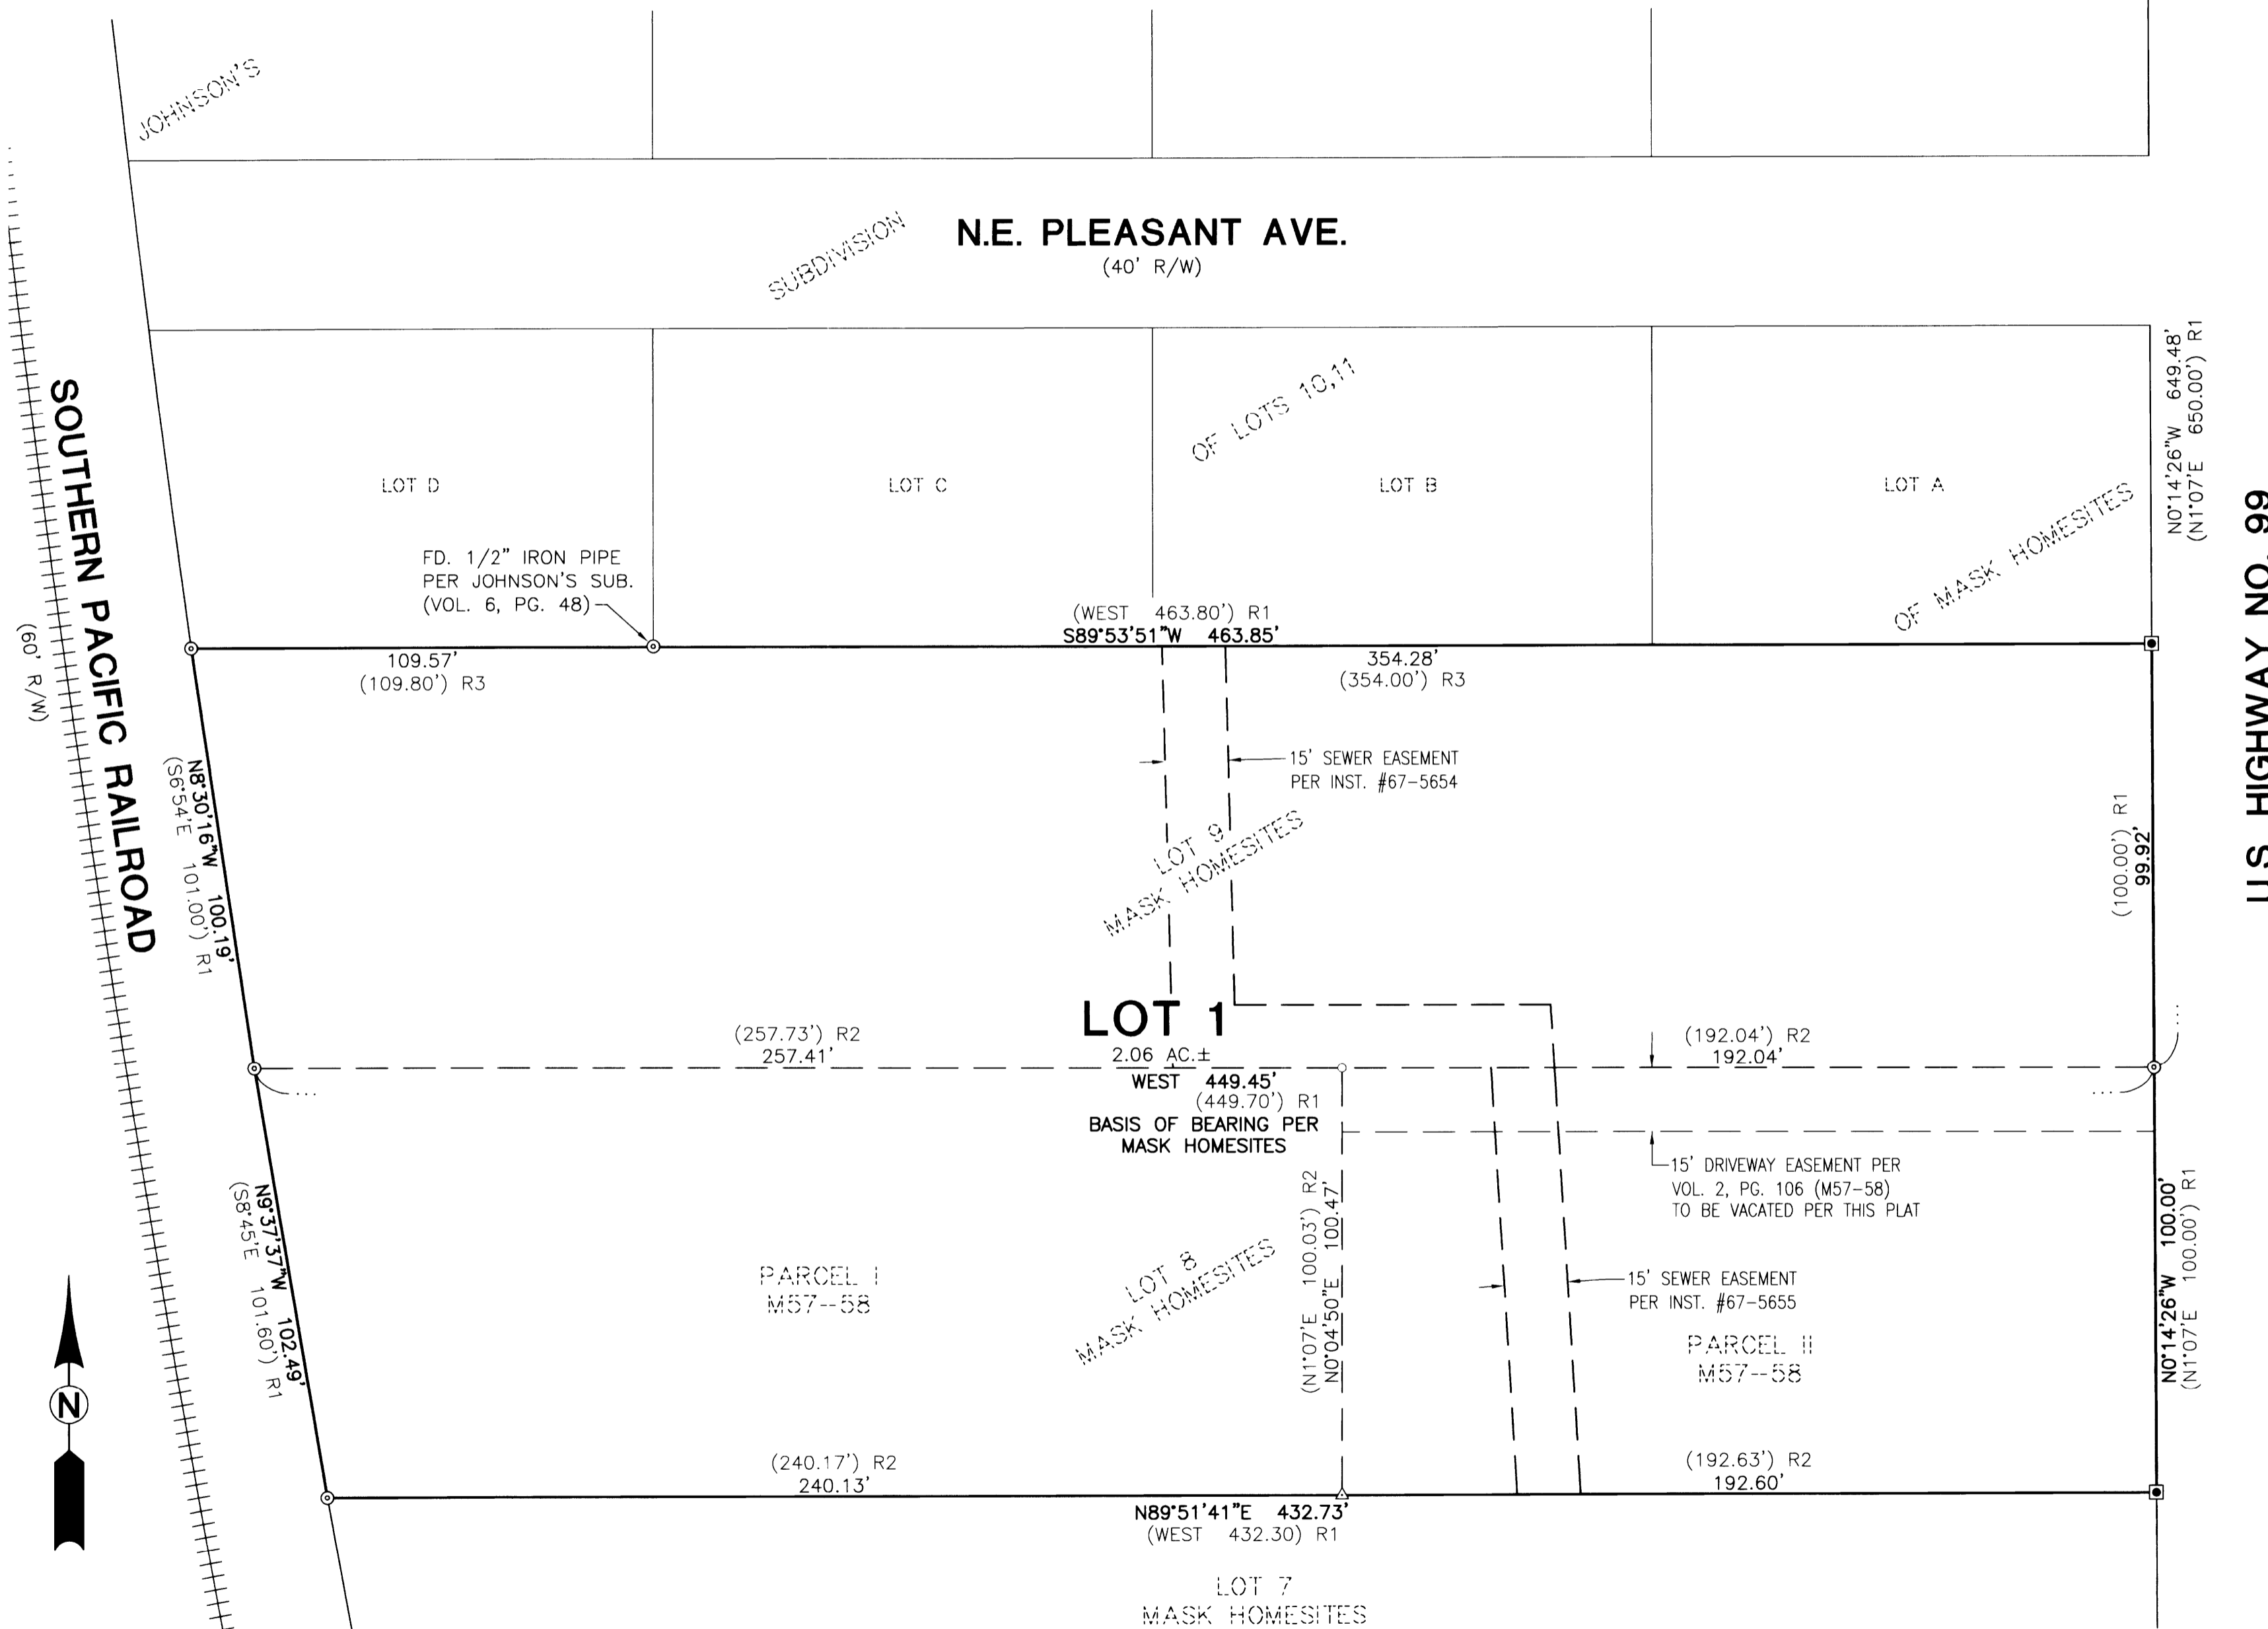 JOHNSON'S
SUBDIVISION
N.E. PLEASANT AVE.
(40' R/W)
OF LOTS 10,11
OF MASK HOMESITES
N0°14'26"W 649.48'
(N1°07'E 650.00') R1
U.S. HIGHWAY NO. 99
SOUTHERN PACIFIC RAILROAD
(60' R/W)
LOT D
LOT C
LOT B
LOT A
FD. 1/2" IRON PIPE
PER JOHNSON'S SUB.
(VOL. 6, PG. 48)
(WEST 463.80') R1
S89°53'51"W 463.85'
109.57'
(109.80') R3
354.28'
(354.00') R3
15' SEWER EASEMENT
PER INST. #67-5654
N8°30'16"W 100.19'
(S6°54'E 101.00') R1
LOT 9
MASK HOMESITES
(100.00') R1
99.92'
LOT 1
2.06 AC.±
(257.73') R2
257.41'
(192.04') R2
192.04'
WEST 449.45'
(449.70') R1
BASIS OF BEARING PER
MASK HOMESITES
...
...
...
15' DRIVEWAY EASEMENT PER
VOL. 2, PG. 106 (M57-58)
TO BE VACATED PER THIS PLAT
N9°37'37"W 102.49'
(S8°45'E 101.60') R1
PARCEL I
M57--58
LOT 8
MASK HOMESITES
(N1°07'E 100.03') R2
N0°04'50"E 100.47'
15' SEWER EASEMENT
PER INST. #67-5655
PARCEL II
M57--58
N0°14'26"W 100.00'
(N1°07'E 100.00') R1
N
(240.17') R2
240.13'
(192.63') R2
192.60'
N89°51'41"E 432.73'
(WEST 432.30) R1
LOT 7
MASK HOMESITES